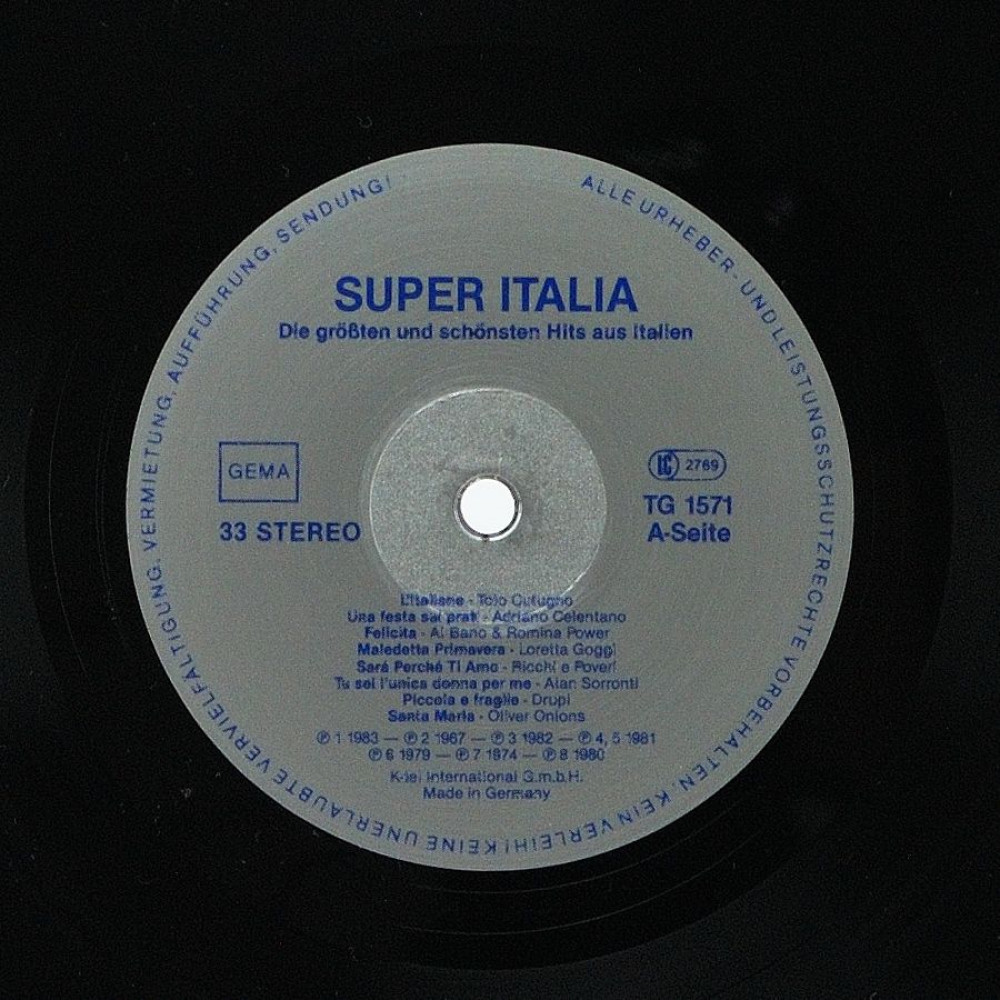 ALLE URHEBER- UND LEISTUNGSSCHUTZRECHTE VORBEHALTEN. KEIN VERLEIH! KEINE UNERLAUBTE VERVIELFÄLTIGUNG, VERMIETUNG, AUFFÜHRUNG, SENDUNG!
SUPER ITALIA
Die größten und schönsten Hits aus Italien
GEMA
33 STEREO
LC 2769
TG 1571
A-Seite
L'Italiano - Toto Cutugno
Una festa sui prati - Adriano Celentano
Felicita - Al Bano & Romina Power
Maledetta Primavera - Loretta Goggi
Sará Perché Ti Amo - Ricchi e Poveri
Tu sei l'unica donna per me - Alan Sorronti
Piccola e fragile - Drupi
Santa Maria - Oliver Onions
℗ 1 1983 — ℗ 2 1967 — ℗ 3 1982 — ℗ 4, 5 1981
℗ 6 1979 — ℗ 7 1974 — ℗ 8 1980
K-tel International G.m.b.H.
Made in Germany